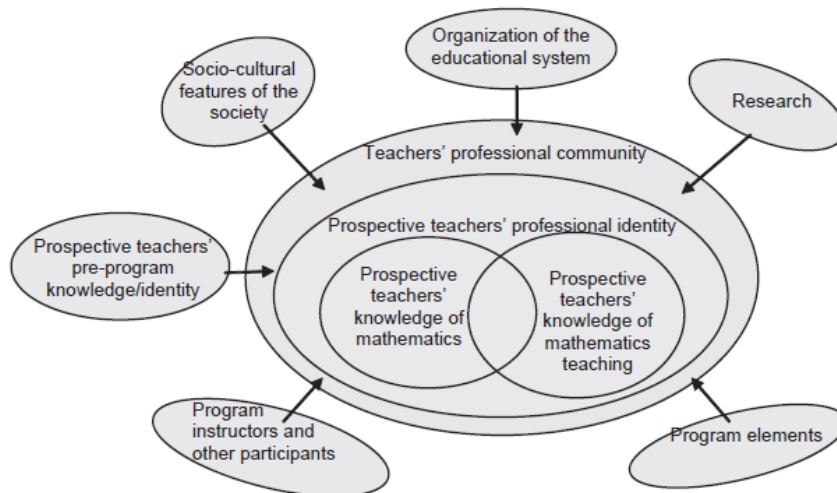 Organization of the
educational system
Socio-cultural
features of the
society
Research
Teachers' professional community
Prospective teachers' professional identity
Prospective teachers'
pre-program
knowledge/identity
Prospective
teachers'
knowledge of
mathematics
Prospective
teachers'
knowledge of
mathematics
teaching
Program
instructors and
other participants
Program elements